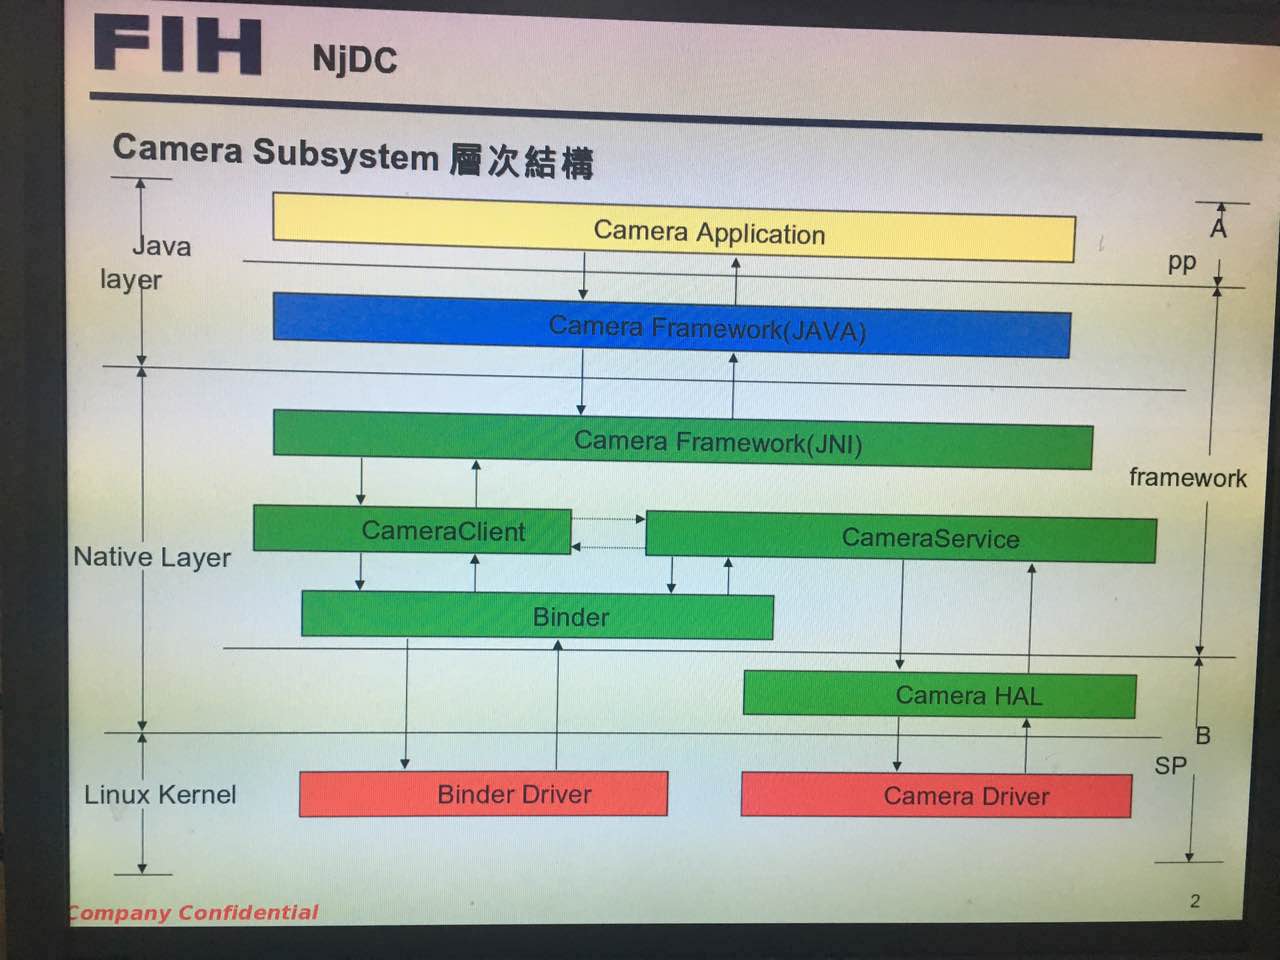 FIH NjDC
Camera Subsystem 層次結構
Camera Application
A
pp
Java
layer
Camera Framework(JAVA)
Camera Framework(JNI)
framework
CameraClient
CameraService
Native Layer
Binder
Camera HAL
B
SP
Linux Kernel
Binder Driver
Camera Driver
Company Confidential
2